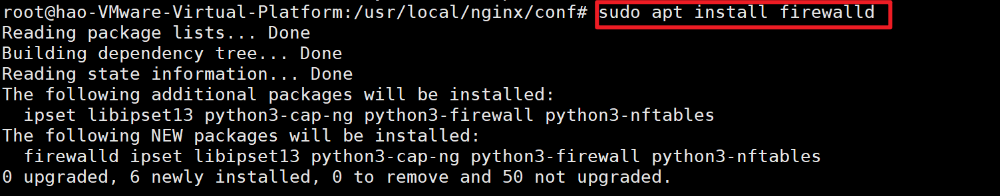 root@hao-VMware-Virtual-Platform:/usr/local/nginx/conf# sudo apt install firewalld
Reading package lists... Done
Building dependency tree... Done
Reading state information... Done
The following additional packages will be installed:
  ipset libipset13 python3-cap-ng python3-firewall python3-nftables
The following NEW packages will be installed:
  firewalld ipset libipset13 python3-cap-ng python3-firewall python3-nftables
0 upgraded, 6 newly installed, 0 to remove and 50 not upgraded.